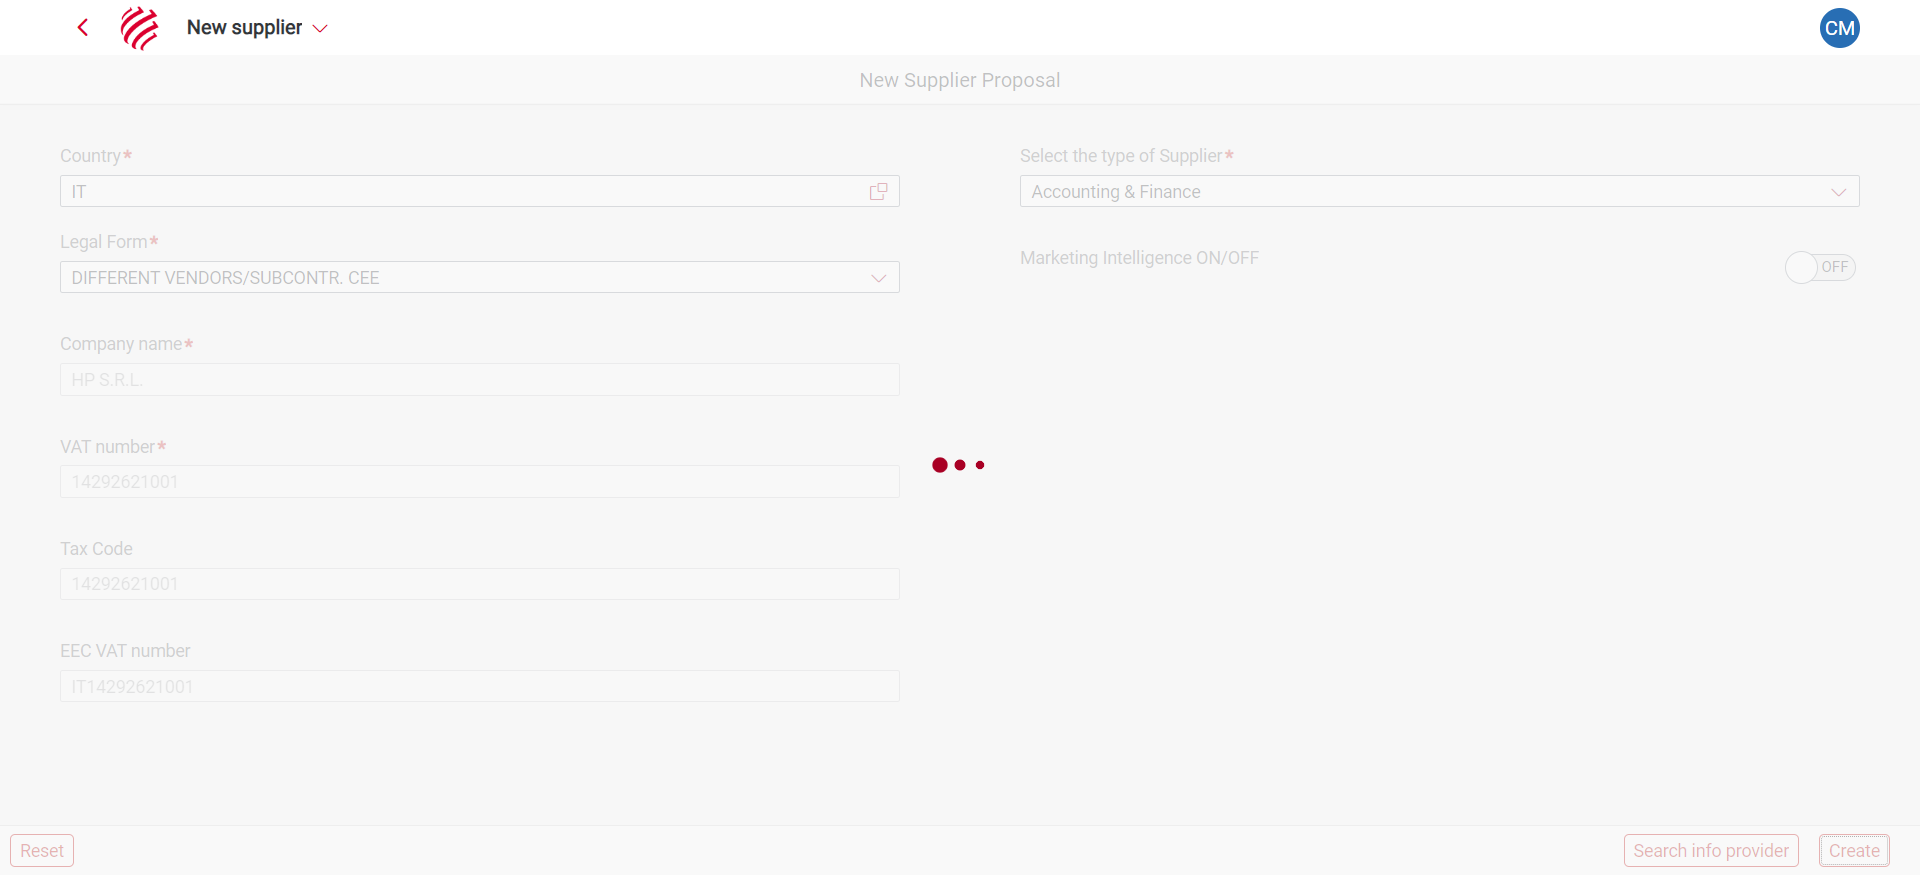 New supplier
CM
New Supplier Proposal
Country*
IT
Legal Form*
DIFFERENT VENDORS/SUBCONTR. CEE
Company name*
HP S.R.L.
VAT number*
14292621001
Tax Code
14292621001
EEC VAT number
IT14292621001
Select the type of Supplier*
Accounting & Finance
Marketing Intelligence ON/OFF
OFF
Reset
Search info provider
Create